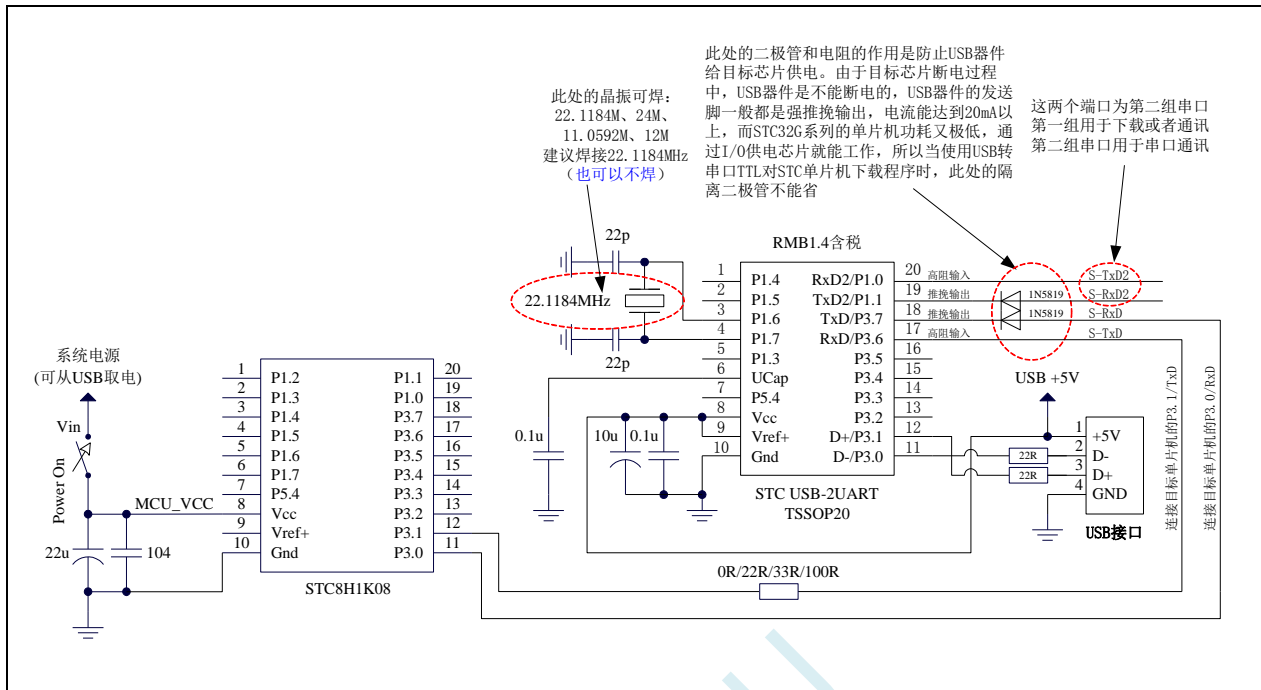 此处的二极管和电阻的作用是防止USB器件
给目标芯片供电。由于目标芯片断电过程
中，USB器件是不能断电的，USB器件的发送
脚一般都是强推挽输出，电流能达到20mA以
上，而STC32G系列的单片机功耗又极低，通
过I/O供电芯片就能工作，所以当使用USB转
串口TTL对STC单片机下载程序时，此处的隔
离二极管不能省
此处的晶振可焊：
22.1184M、24M、
11.0592M、12M
建议焊接22.1184MHz
（也可以不焊）
这两个端口为第二组串口
第一组用于下载或者通讯
第二组串口用于串口通讯
22p
22.1184MHz
22p
RMB1.4含税
1 P1.4 RxD2/P1.0 20 高阻输入 S-TxD2
2 P1.5 TxD2/P1.1 19 推挽输出 1N5819 S-RxD2
3 P1.6 TxD/P3.7 18 推挽输出 1N5819 S-RxD
4 P1.7 RxD/P3.6 17 高阻输入 S-TxD
5 P1.3 P3.5 16
6 UCap P3.4 15
7 P5.4 P3.3 14
8 Vcc P3.2 13
9 Vref+ D+/P3.1 12
10 Gnd D-/P3.0 11
STC USB-2UART
TSSOP20
0.1u
10u
0.1u
USB +5V
1 +5V
2 D-
3 D+
4 GND
22R
22R
USB接口
连接目标单片机的P3.1/TxD
连接目标单片机的P3.0/RxD
系统电源
(可从USB取电)
Vin
Power On
MCU_VCC
22u
104
1 P1.2 P1.1 20
2 P1.3 P1.0 19
3 P1.4 P3.7 18
4 P1.5 P3.6 17
5 P1.6 P3.5 16
6 P1.7 P3.4 15
7 P5.4 P3.3 14
8 Vcc P3.2 13
9 Vref+ P3.1 12
10 Gnd P3.0 11
STC8H1K08
0R/22R/33R/100R